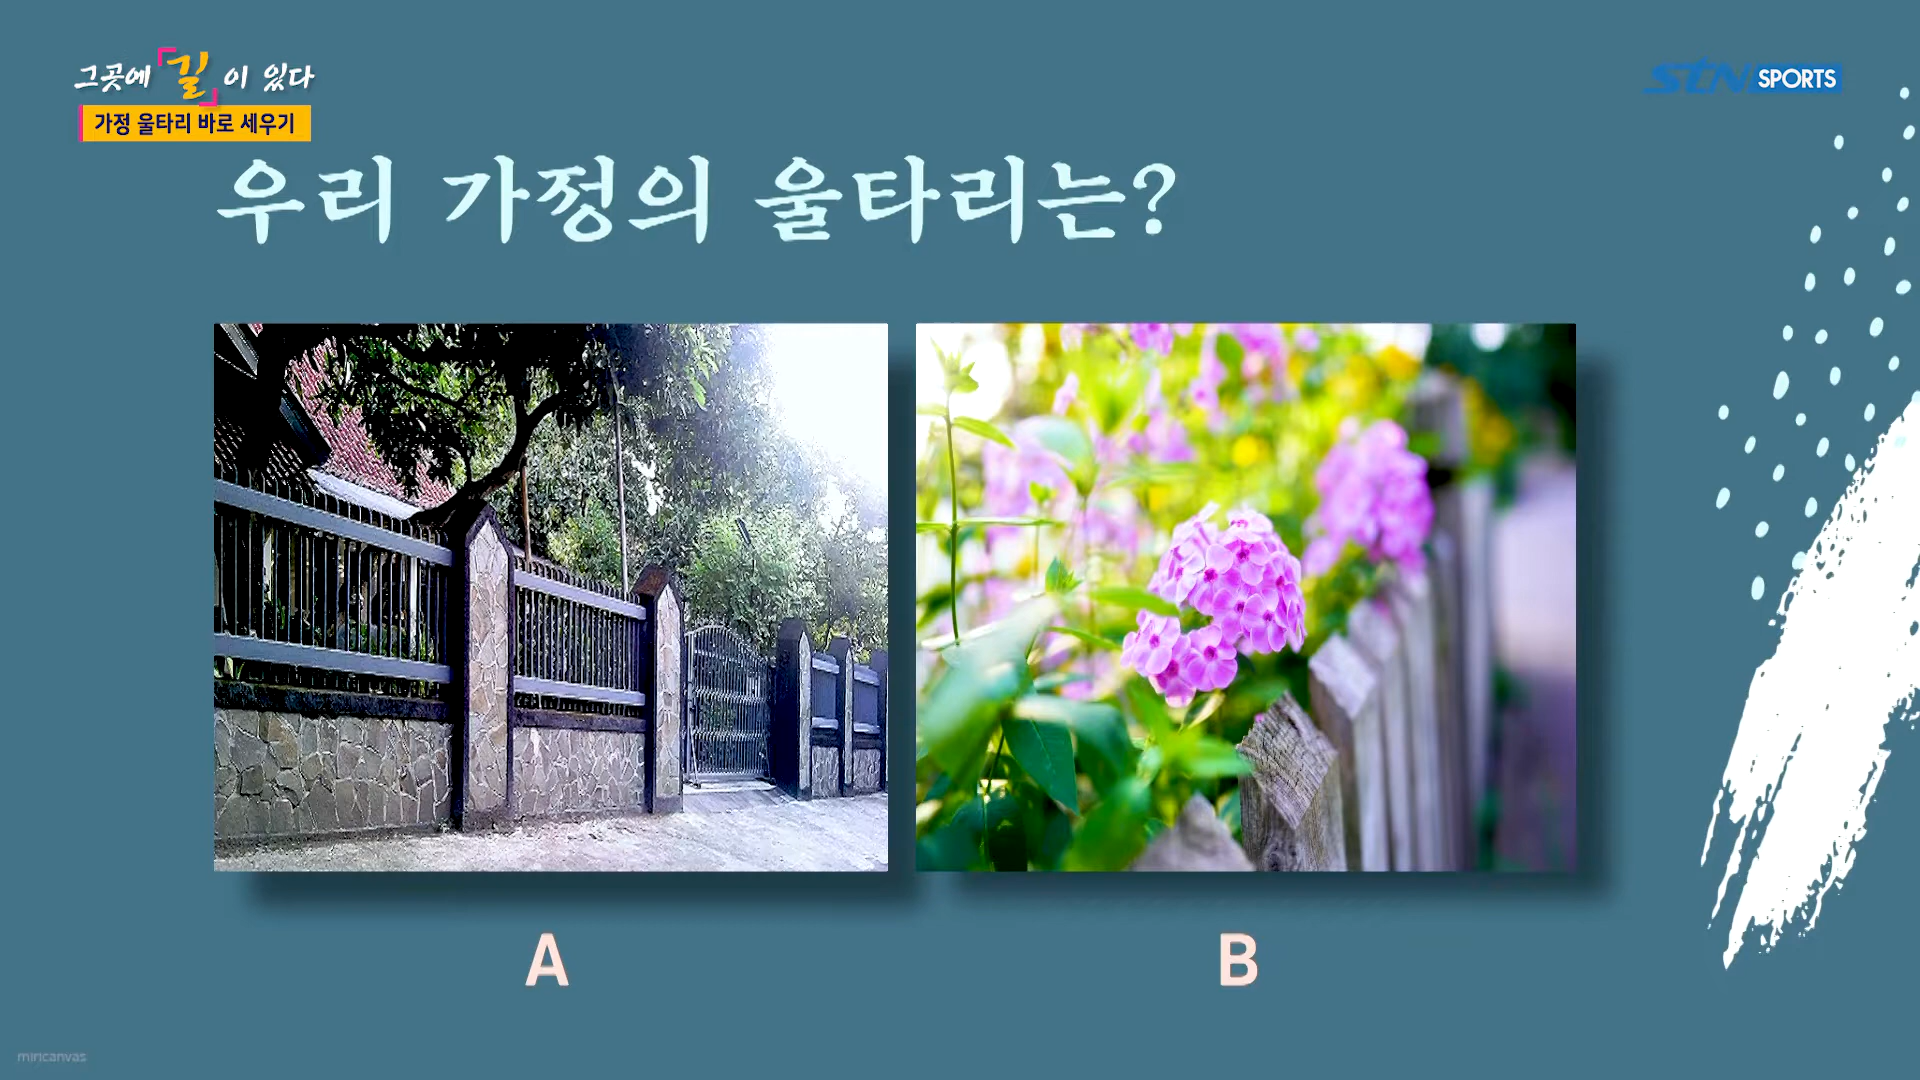 그곳에 「길」이 있다
가정 울타리 바로 세우기
STN SPORTS
우리 가정의 울타리는?
A
B
miricanvas